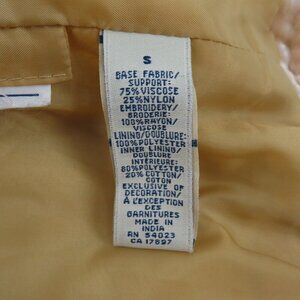 S
BASE FABRIC/
SUPPORT:
75% VISCOSE
25% NYLON
EMBROIDERY/
BRODERIE:
100% RAYON/
VISCOSE
LINING/DOUBLURE:
100% POLYESTER
INNER LINING/
DOUBLURE
INTERIEURE:
80% POLYESTER
20% COTTON/
COTON
EXCLUSIVE OF
DECORATION/
À L'EXCEPTION
DES
GARNITURES
MADE IN
INDIA
RN 54023
CA 17897